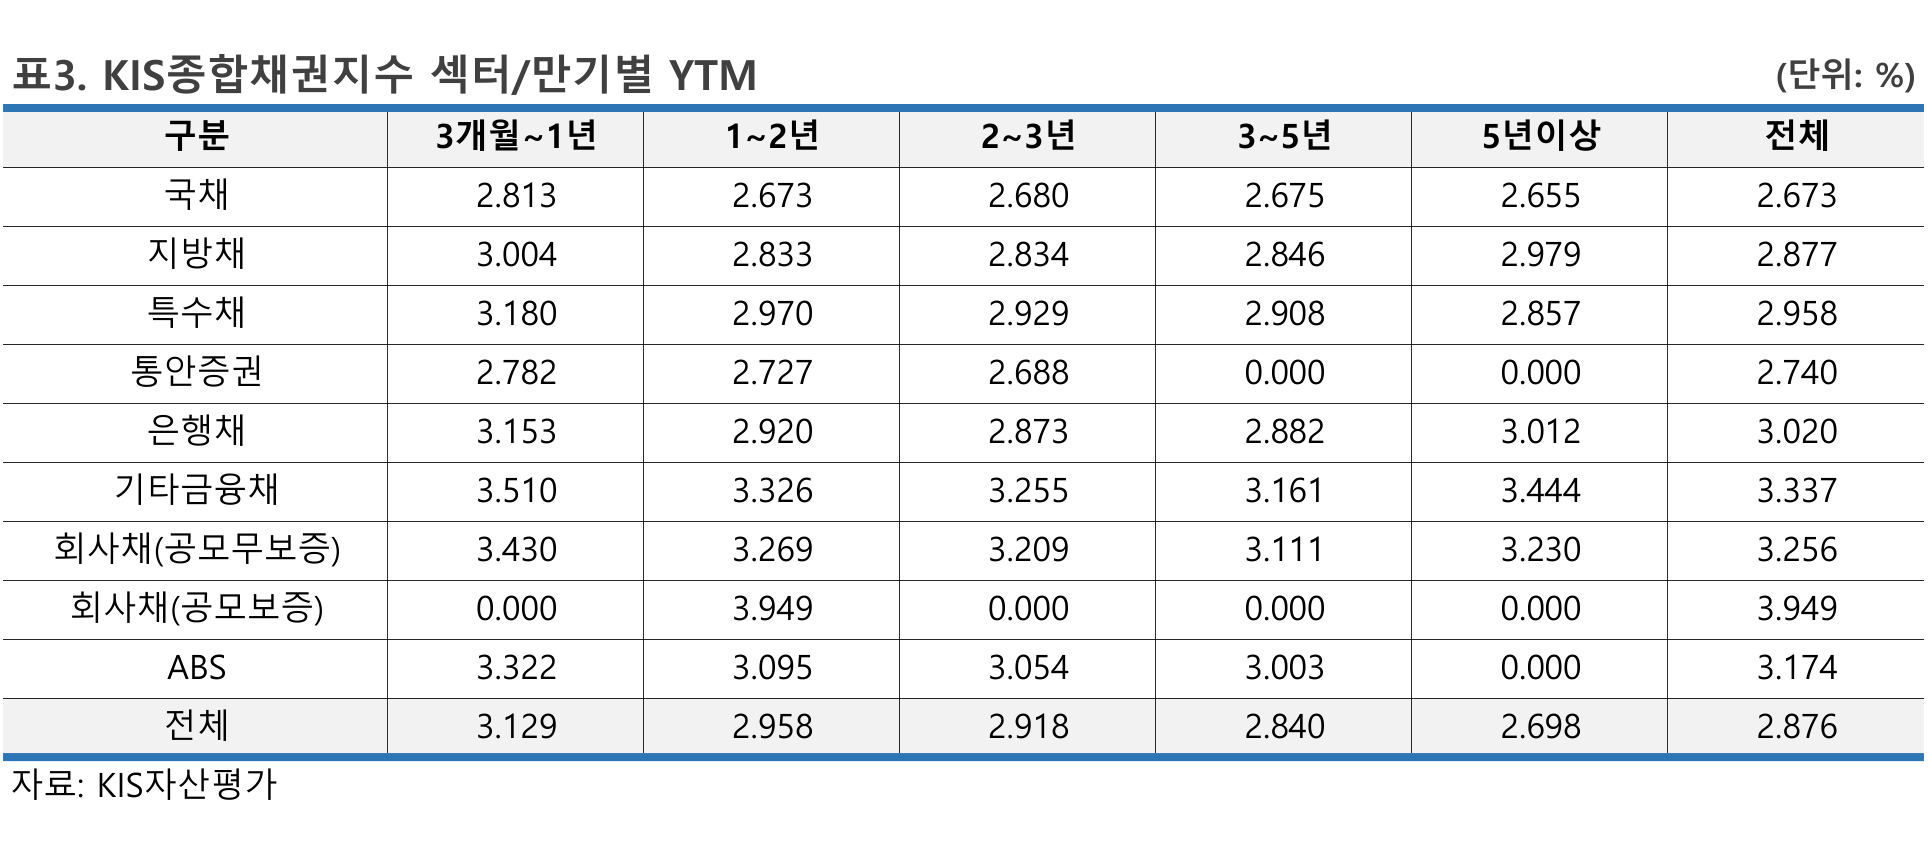 표3. KIS종합채권지수 섹터/만기별 YTM (단위: %)
구분 3개월~1년 1~2년 2~3년 3~5년 5년이상 전체
국채 2.813 2.673 2.680 2.675 2.655 2.673
지방채 3.004 2.833 2.834 2.846 2.979 2.877
특수채 3.180 2.970 2.929 2.908 2.857 2.958
통안증권 2.782 2.727 2.688 0.000 0.000 2.740
은행채 3.153 2.920 2.873 2.882 3.012 3.020
기타금융채 3.510 3.326 3.255 3.161 3.444 3.337
회사채(공모무보증) 3.430 3.269 3.209 3.111 3.230 3.256
회사채(공모보증) 0.000 3.949 0.000 0.000 0.000 3.949
ABS 3.322 3.095 3.054 3.003 0.000 3.174
전체 3.129 2.958 2.918 2.840 2.698 2.876
자료: KIS자산평가